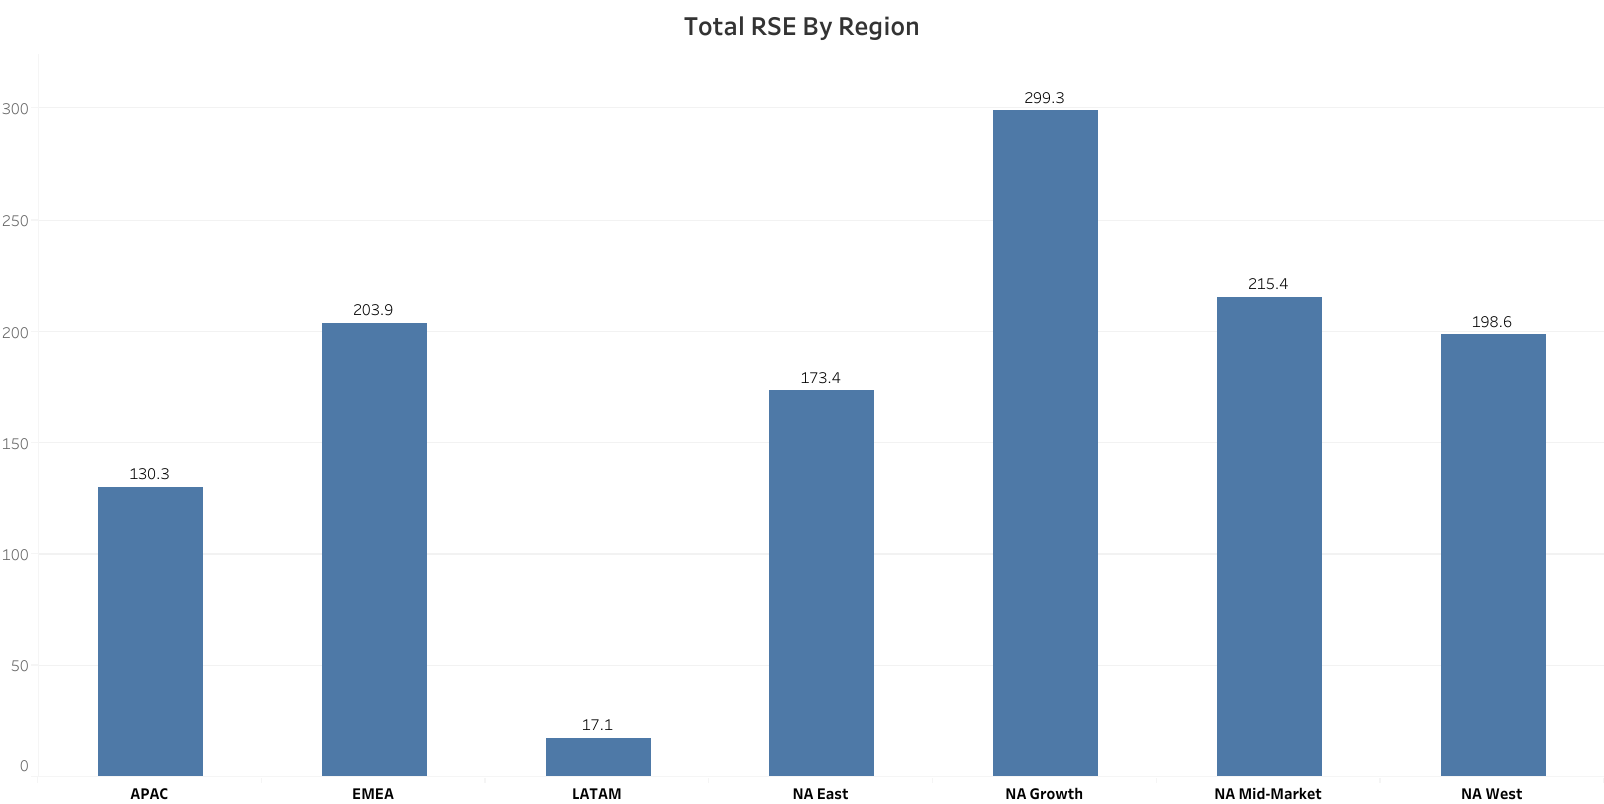 Total RSE By Region
300
250
200
150
100
50
0
130.3
203.9
17.1
173.4
299.3
215.4
198.6
APAC
EMEA
LATAM
NA East
NA Growth
NA Mid-Market
NA West